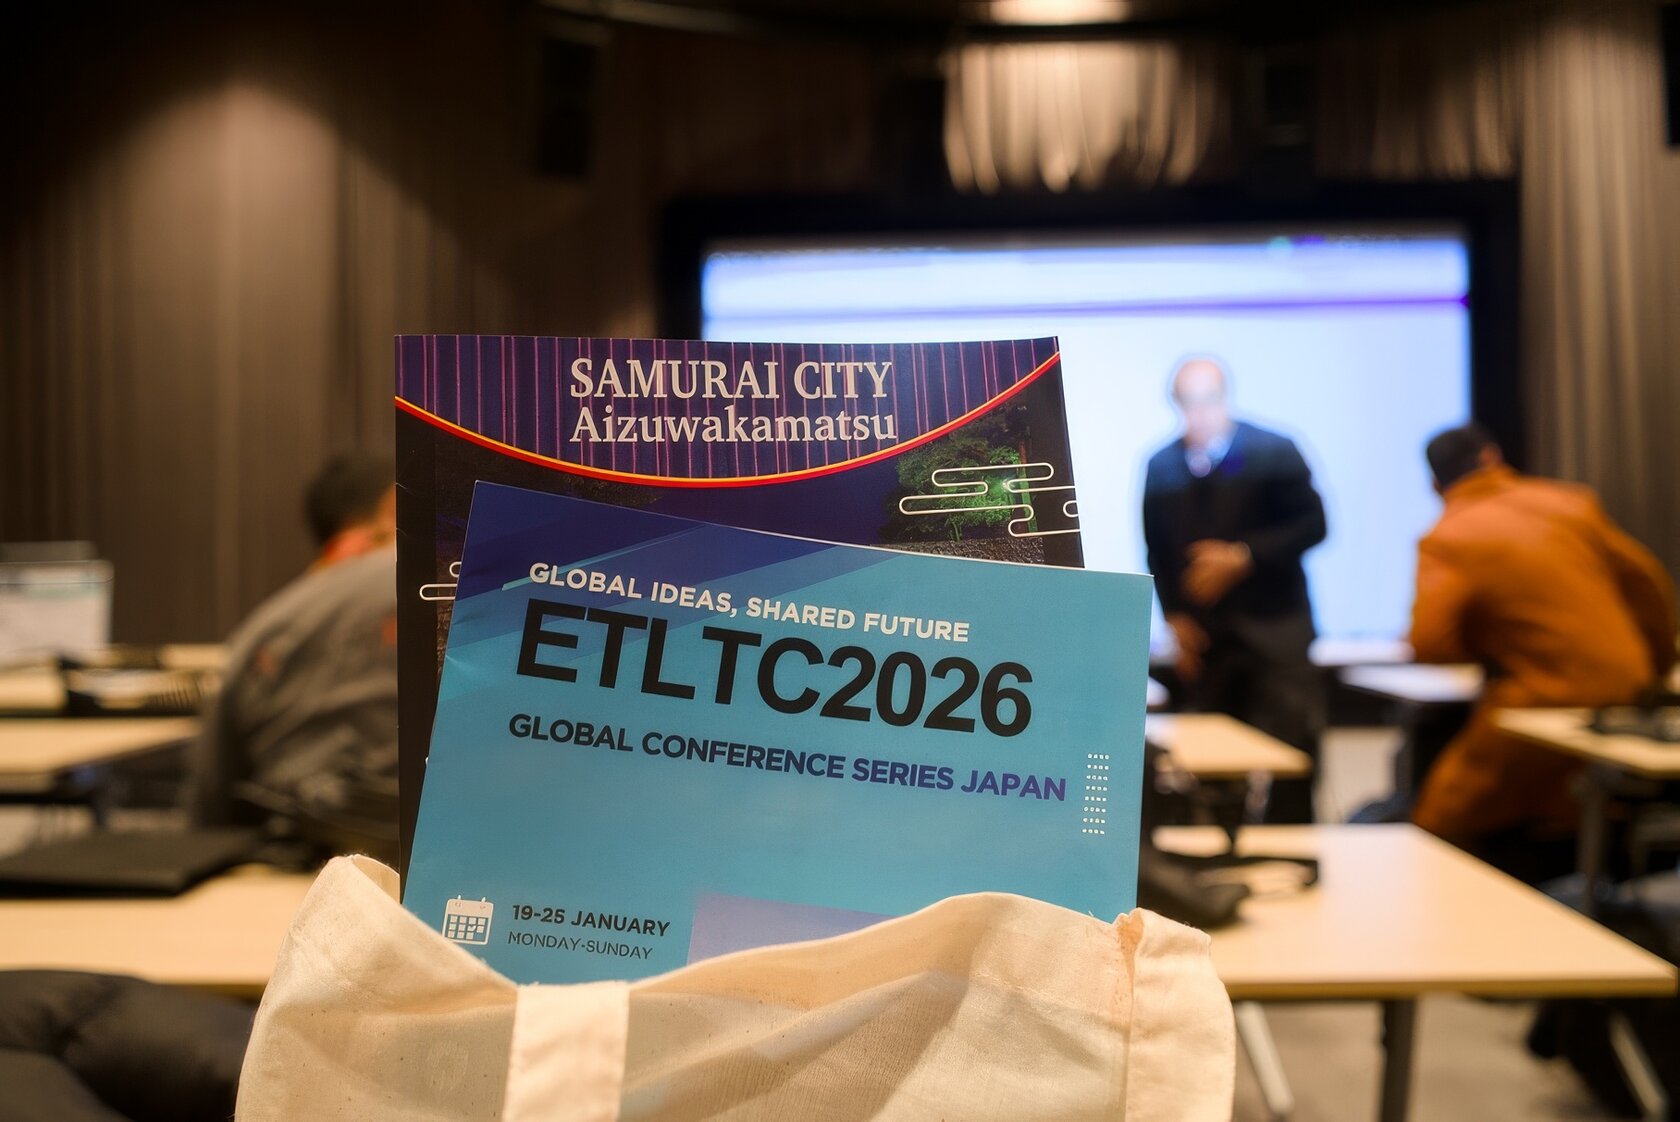 SAMURAI CITY
Aizuwakamatsu
GLOBAL IDEAS, SHARED FUTURE
ETLTC2026
GLOBAL CONFERENCE SERIES JAPAN
19-25 JANUARY
MONDAY-SUNDAY